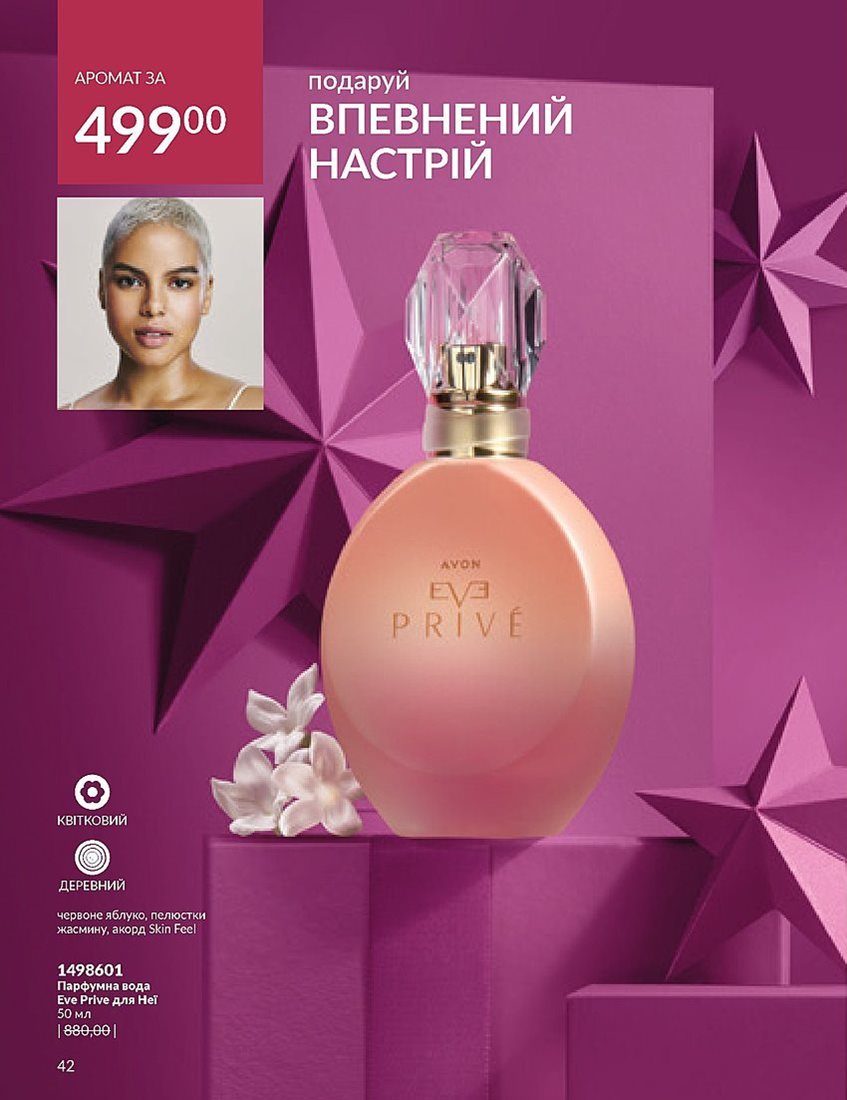 АРОМАТ ЗА
499⁰⁰
подаруй
ВПЕВНЕНИЙ
НАСТРІЙ
AVON
EVE
PRIVÉ
КВІТКОВИЙ
ДЕРЕВНИЙ
червоне яблуко, пелюстки
жасмину, акорд Skin Feel
1498601
Парфумна вода
Eve Prive для Неї
50 мл
| 880,00 |
42